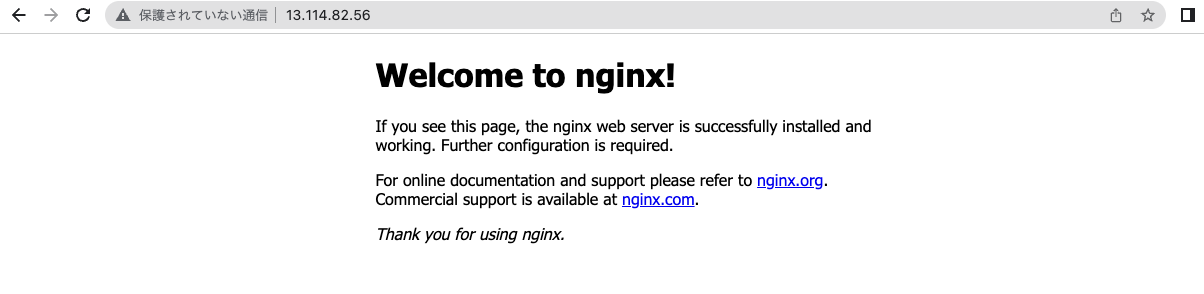 保護されていない通信 13.114.82.56
Welcome to nginx!
If you see this page, the nginx web server is successfully installed and
working. Further configuration is required.
For online documentation and support please refer to nginx.org.
Commercial support is available at nginx.com.
Thank you for using nginx.